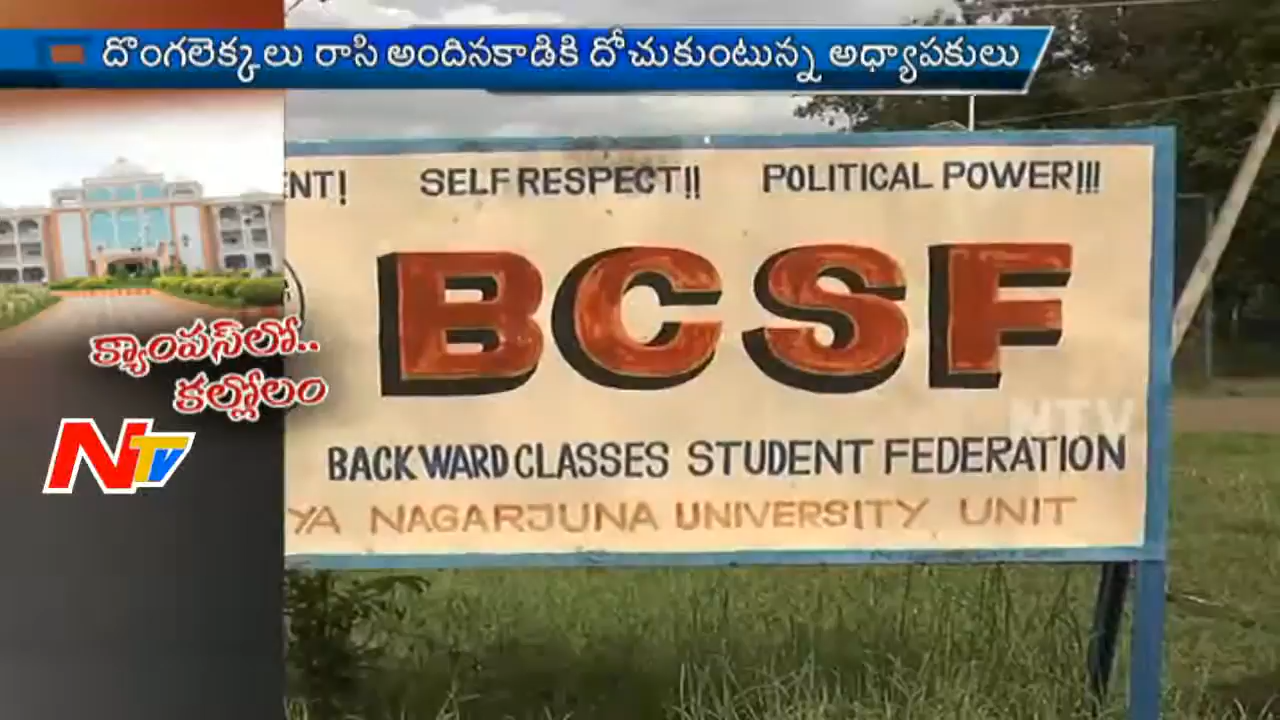 దొంగలెక్కలు రాసి అందినకాడికి దోచుకుంటున్న అధ్యాపకులు
ENT! SELF RESPECT!! POLITICAL POWER!!!
BCSF
క్యాంపస్‌లో..
కల్లోలం
NTV
NTV
BACKWARD CLASSES STUDENT FEDERATION
YA NAGARJUNA UNIVERSITY UNIT